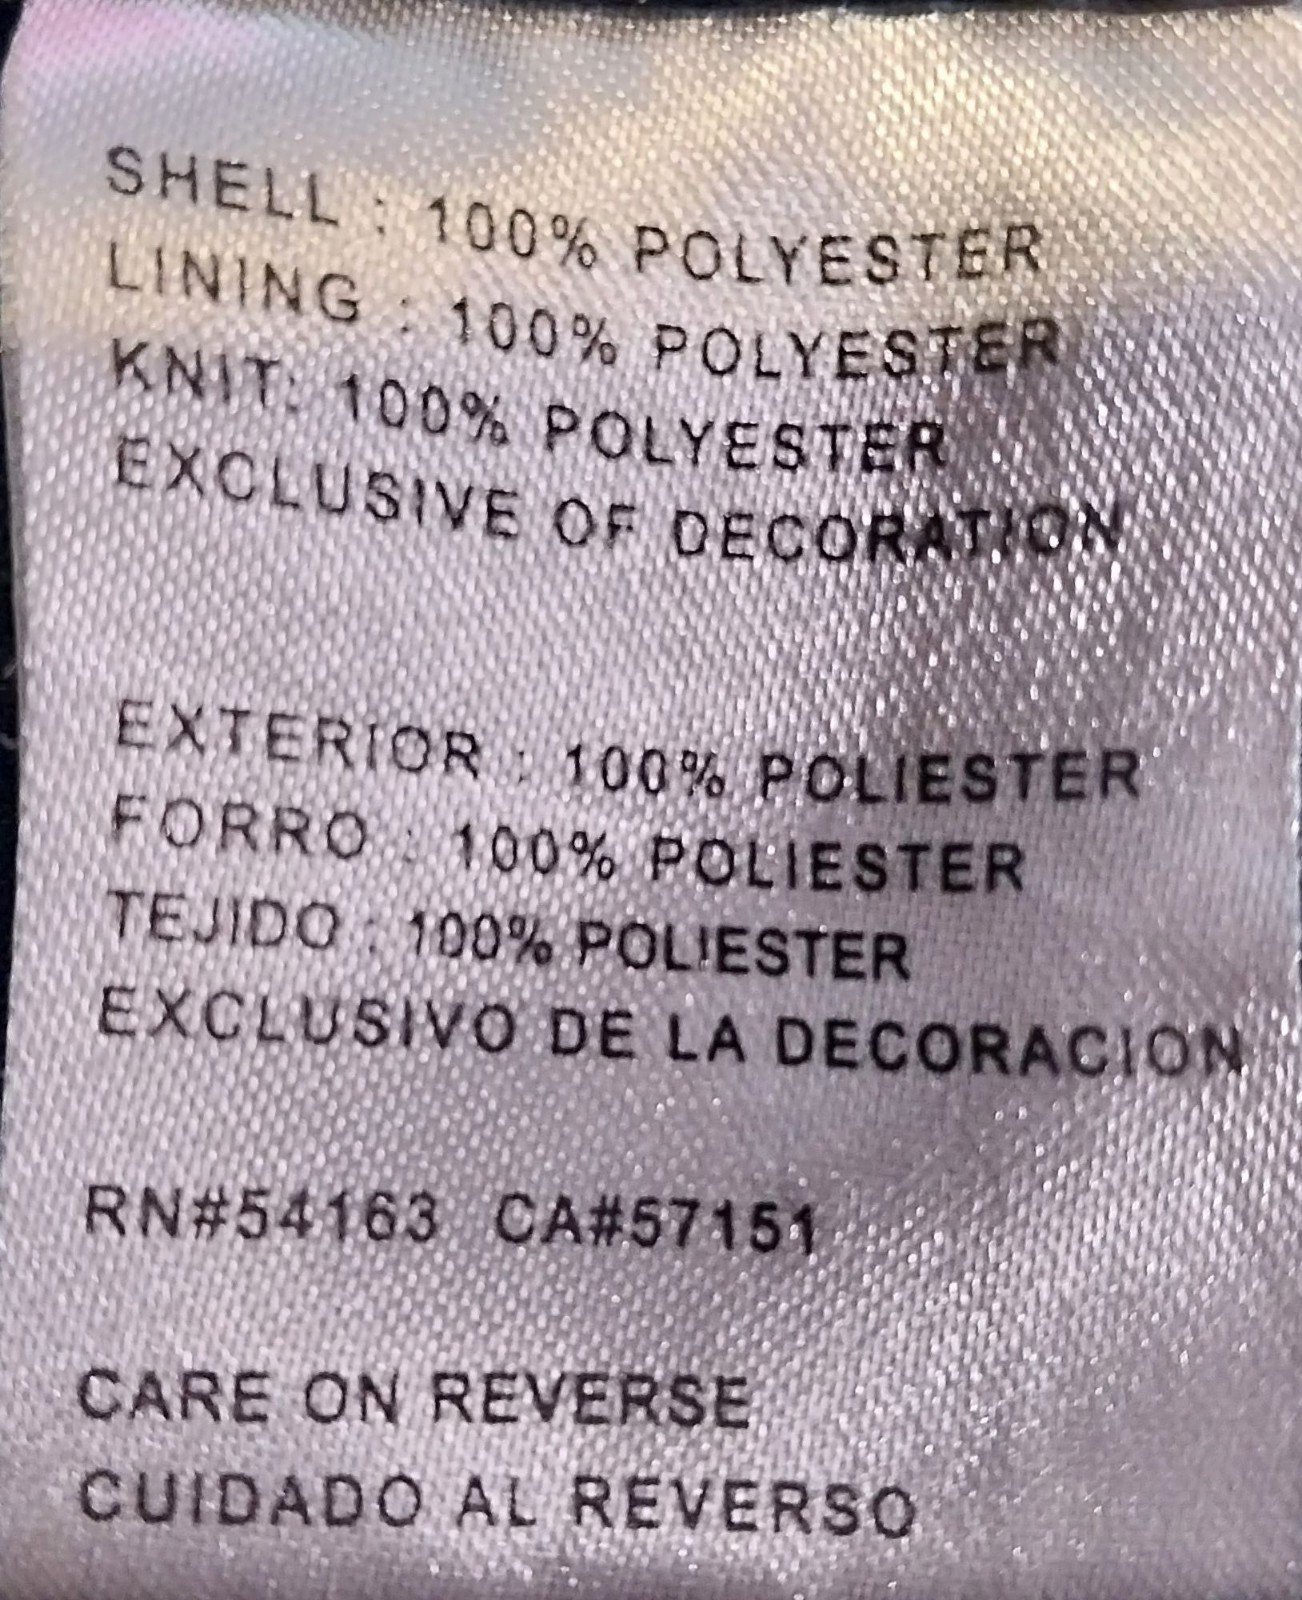 SHELL : 100% POLYESTER
LINING : 100% POLYESTER
KNIT: 100% POLYESTER
EXCLUSIVE OF DECORATION
EXTERIOR : 100% POLIESTER
FORRO : 100% POLIESTER
TEJIDO : 100% POLIESTER
EXCLUSIVO DE LA DECORACION
RN#54163 CA#57151
CARE ON REVERSE
CUIDADO AL REVERSO